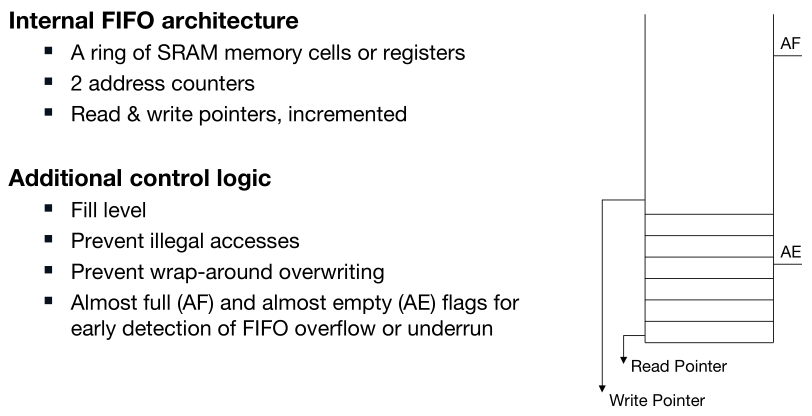 Internal FIFO architecture
▪ A ring of SRAM memory cells or registers
▪ 2 address counters
▪ Read & write pointers, incremented
Additional control logic
▪ Fill level
▪ Prevent illegal accesses
▪ Prevent wrap-around overwriting
▪ Almost full (AF) and almost empty (AE) flags for
early detection of FIFO overflow or underrun
AF
AE
Read Pointer
Write Pointer